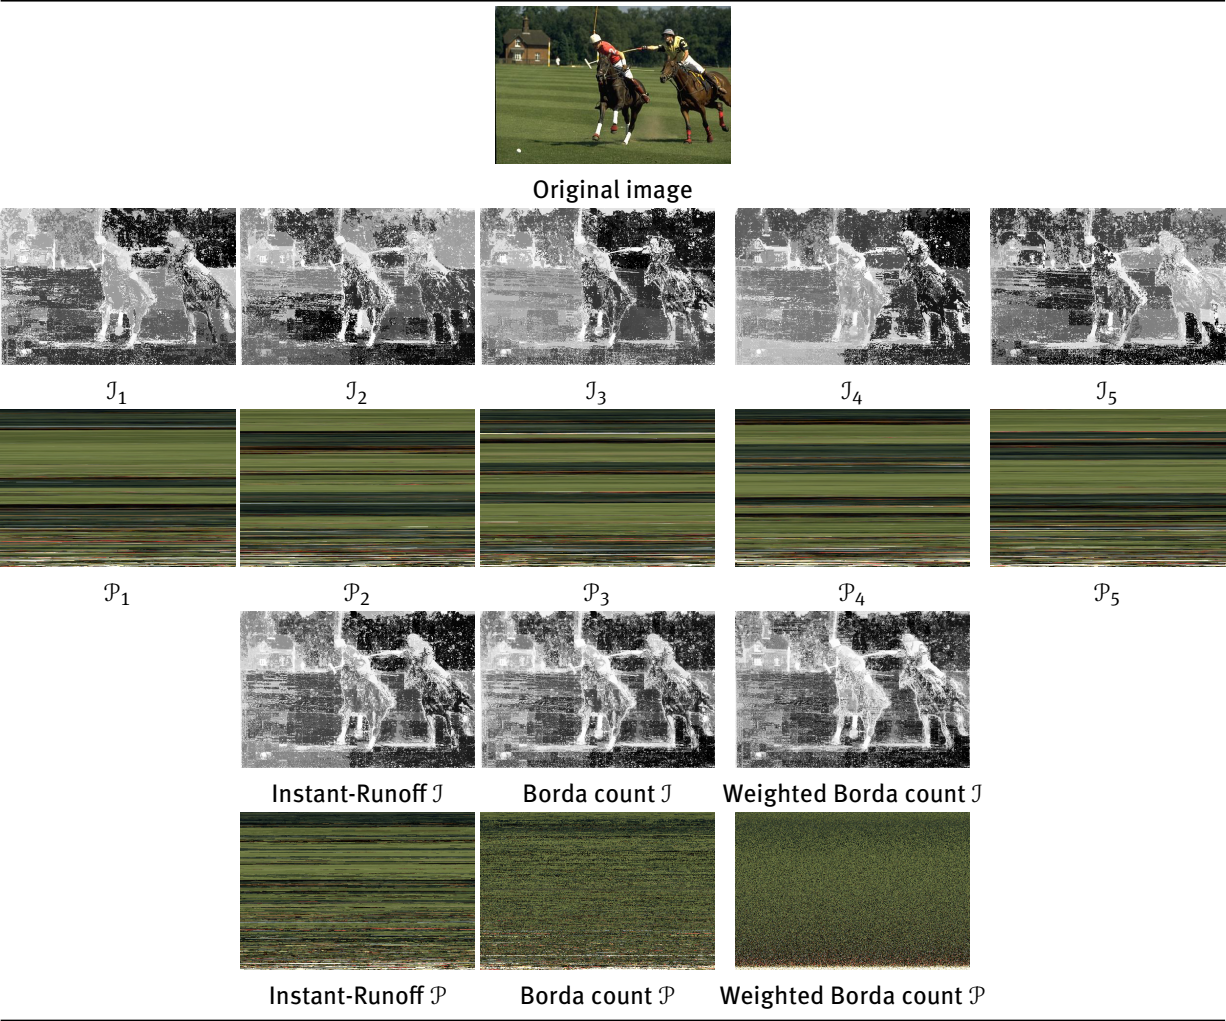 Original image
ℐ1 ℐ2 ℐ3 ℐ4 ℐ5
𝒫1 𝒫2 𝒫3 𝒫4 𝒫5
Instant-Runoff ℐ Borda count ℐ Weighted Borda count ℐ
Instant-Runoff 𝒫 Borda count 𝒫 Weighted Borda count 𝒫